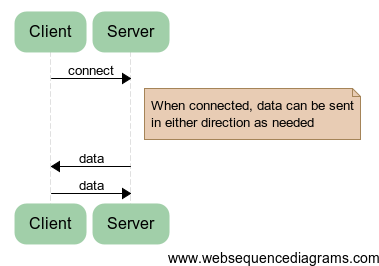 Client Server
connect
When connected, data can be sent
in either direction as needed
data
data
Client Server
www.websequencediagrams.com